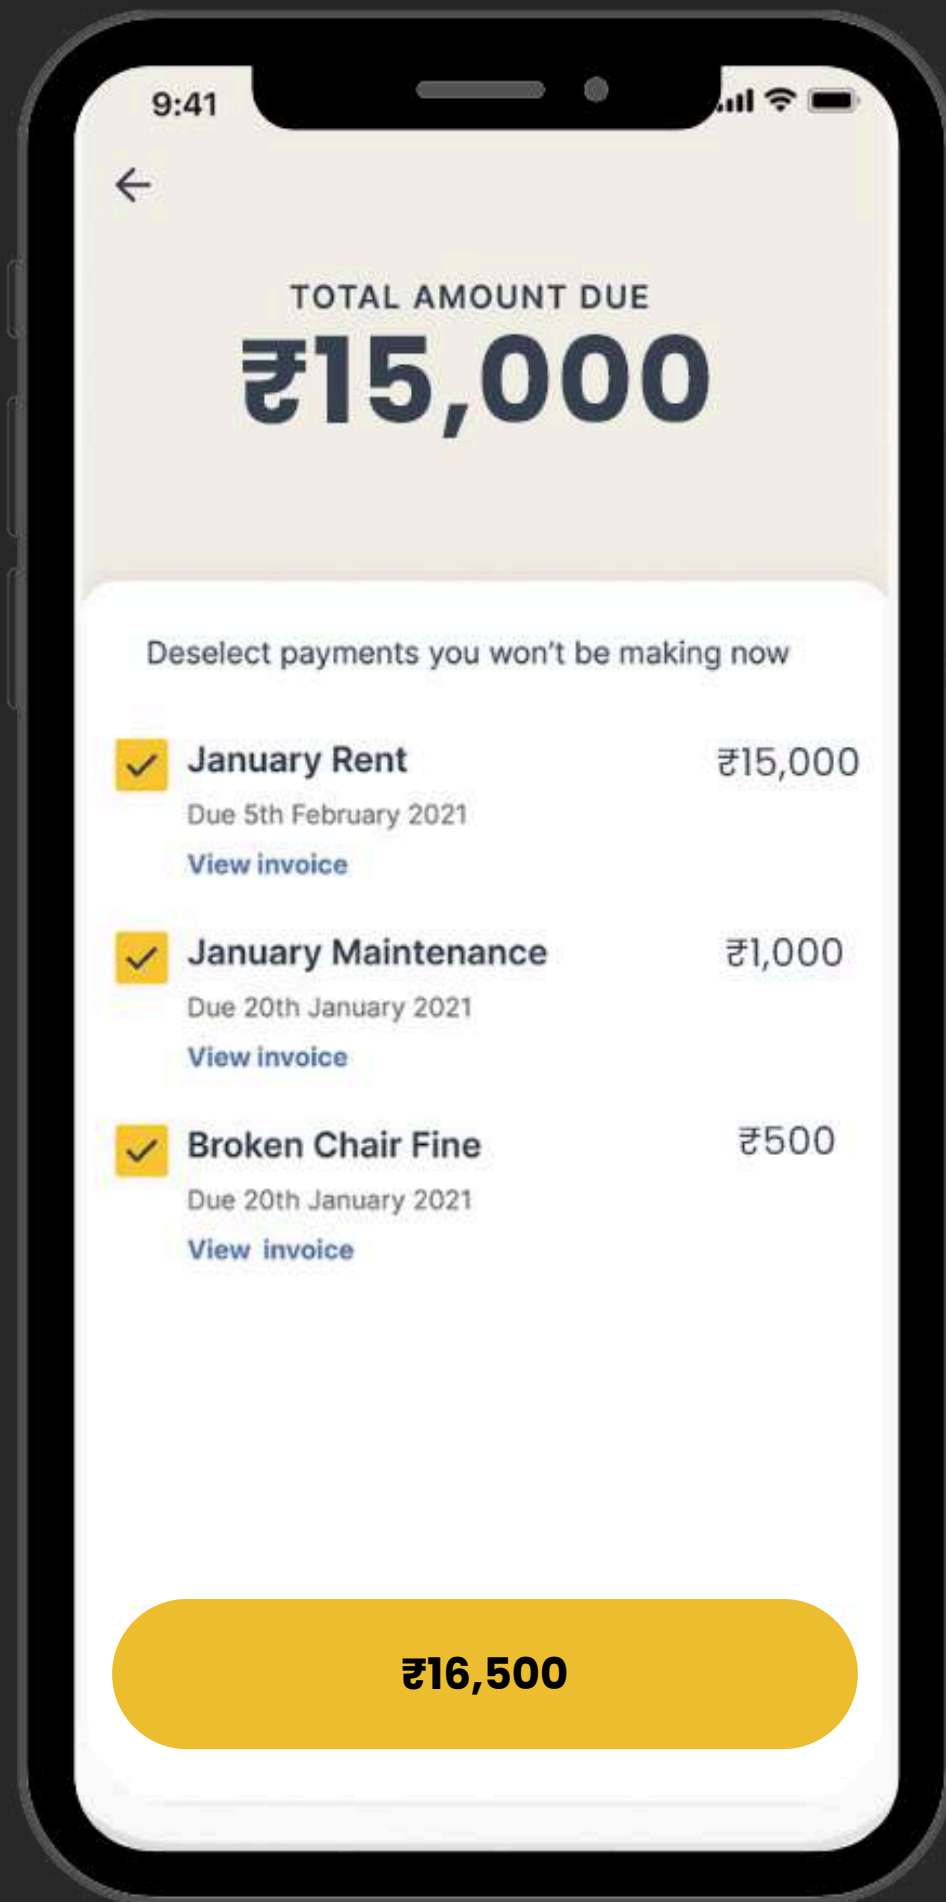 9:41
TOTAL AMOUNT DUE
₹15,000
Deselect payments you won't be making now
January Rent ₹15,000
Due 5th February 2021
View invoice
January Maintenance ₹1,000
Due 20th January 2021
View invoice
Broken Chair Fine ₹500
Due 20th January 2021
View invoice
₹16,500